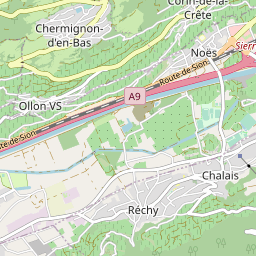 Corin-de-la-
Crête
Chermignon-
d'en-Bas
Noës
Sierre
Route de Sion
A9
Ollon VS
Route de Sion
Chalais
Réchy